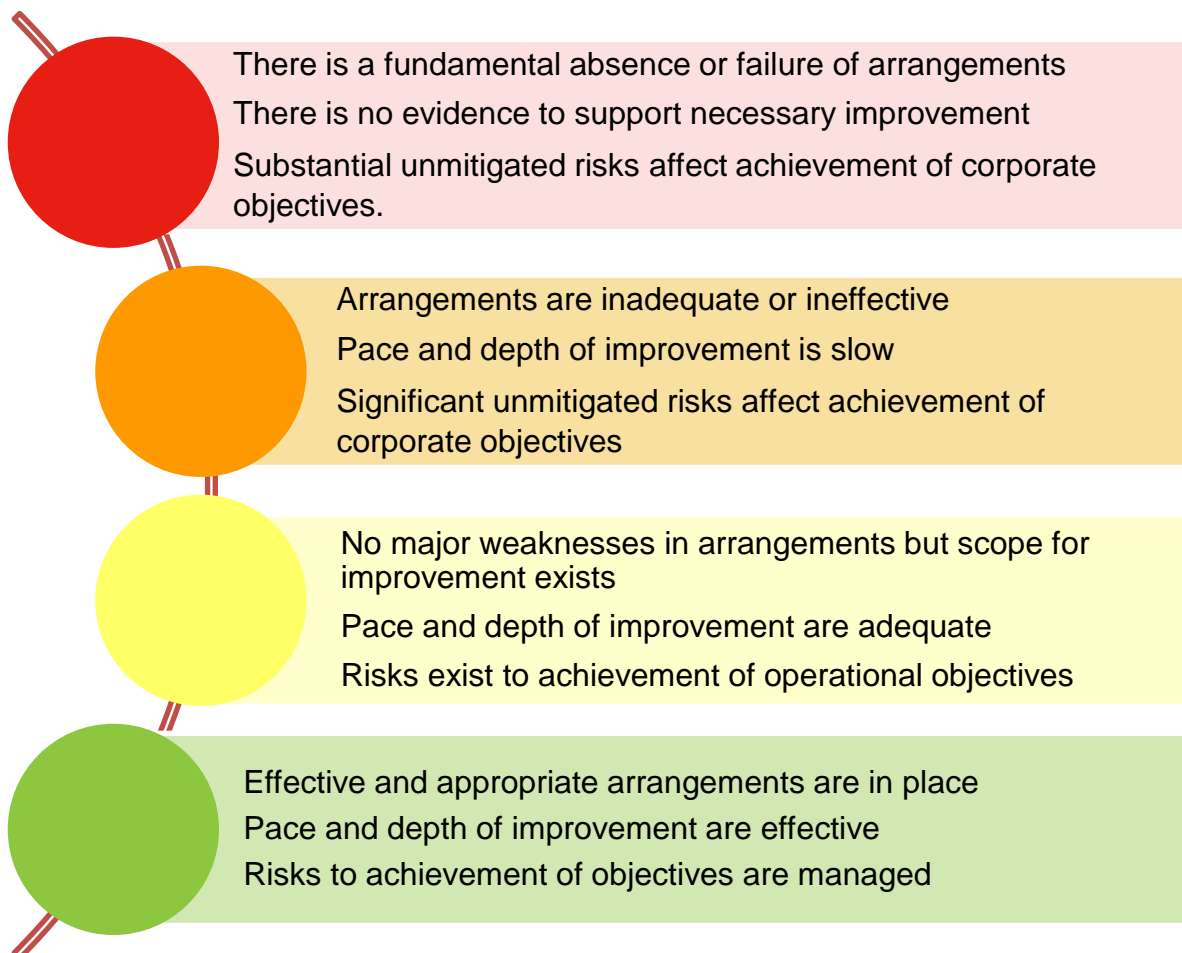 There is a fundamental absence or failure of arrangements
There is no evidence to support necessary improvement
Substantial unmitigated risks affect achievement of corporate
objectives.
Arrangements are inadequate or ineffective
Pace and depth of improvement is slow
Significant unmitigated risks affect achievement of
corporate objectives
No major weaknesses in arrangements but scope for
improvement exists
Pace and depth of improvement are adequate
Risks exist to achievement of operational objectives
Effective and appropriate arrangements are in place
Pace and depth of improvement are effective
Risks to achievement of objectives are managed